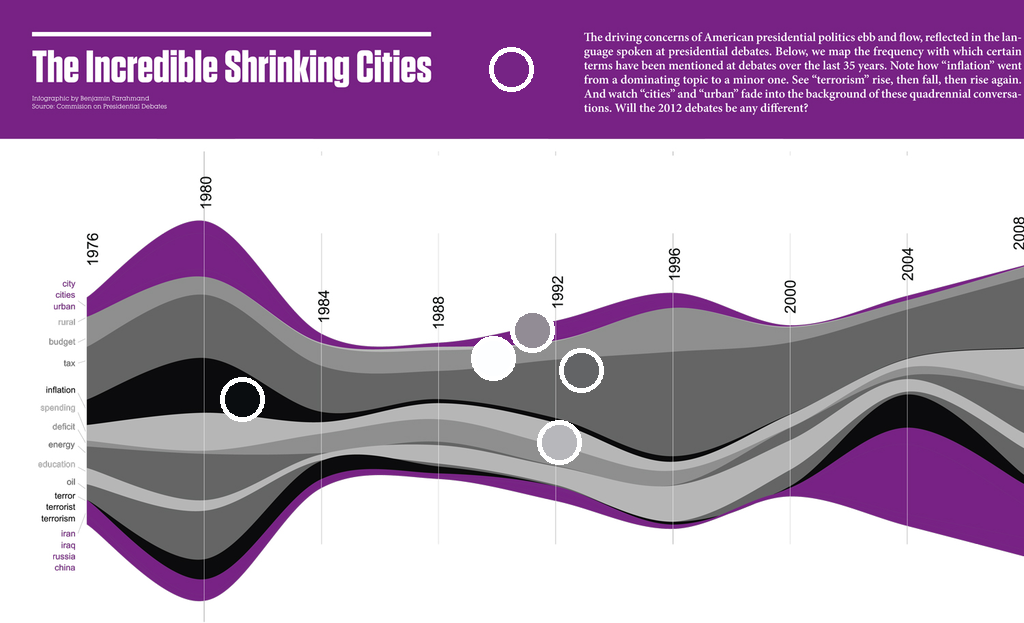 The Incredible Shrinking Cities
Infographic by Benjamin Farahmand
Source: Commision on Presidential Debates
The driving concerns of American presidential politics ebb and flow, reflected in the lan-
guage spoken at presidential debates. Below, we map the frequency with which certain
terms have been mentioned at debates over the last 35 years. Note how “inflation” went
from a dominating topic to a minor one. See “terrorism” rise, then fall, then rise again.
And watch “cities” and “urban” fade into the background of these quadrennial conversa-
tions. Will the 2012 debates be any different?
1976
1980
1984
1988
1992
1996
2000
2004
2008
city
cities
urban
rural
budget
tax
inflation
spending
deficit
energy
education
oil
terror
terrorist
terrorism
iran
iraq
russia
china